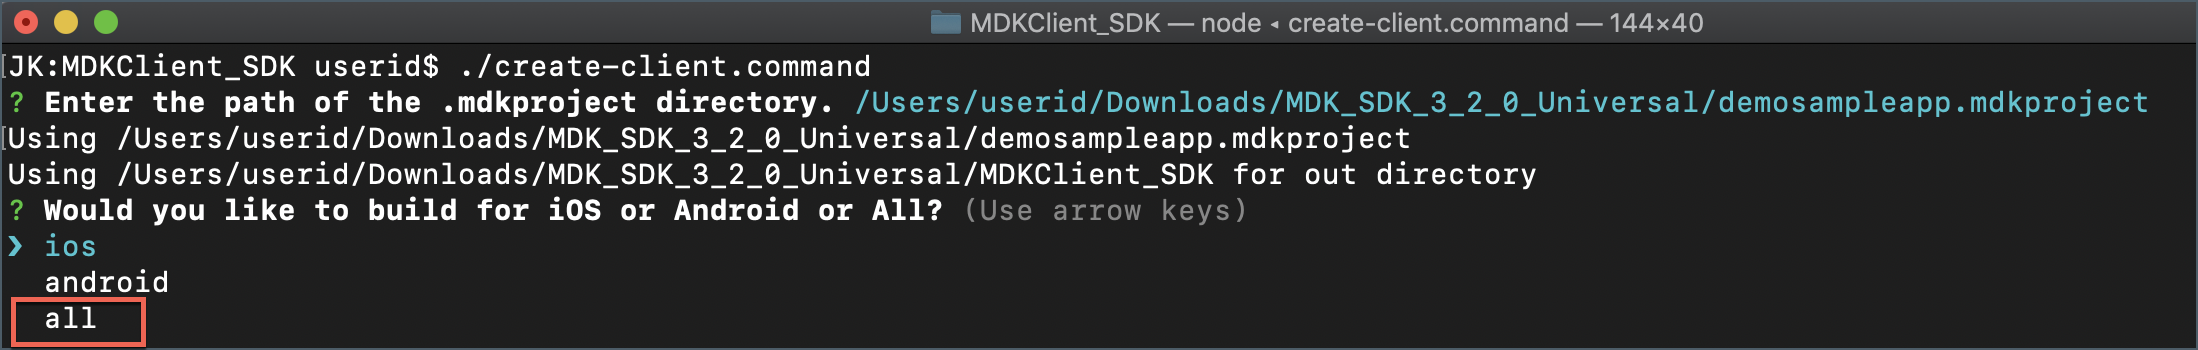 MDKClient_SDK — node ◂ create-client.command — 144×40
JK:MDKClient_SDK userid$ ./create-client.command
? Enter the path of the .mdkproject directory. /Users/userid/Downloads/MDK_SDK_3_2_0_Universal/demosampleapp.mdkproject
Using /Users/userid/Downloads/MDK_SDK_3_2_0_Universal/demosampleapp.mdkproject
Using /Users/userid/Downloads/MDK_SDK_3_2_0_Universal/MDKClient_SDK for out directory
? Would you like to build for iOS or Android or All? (Use arrow keys)
❯ ios
android
all